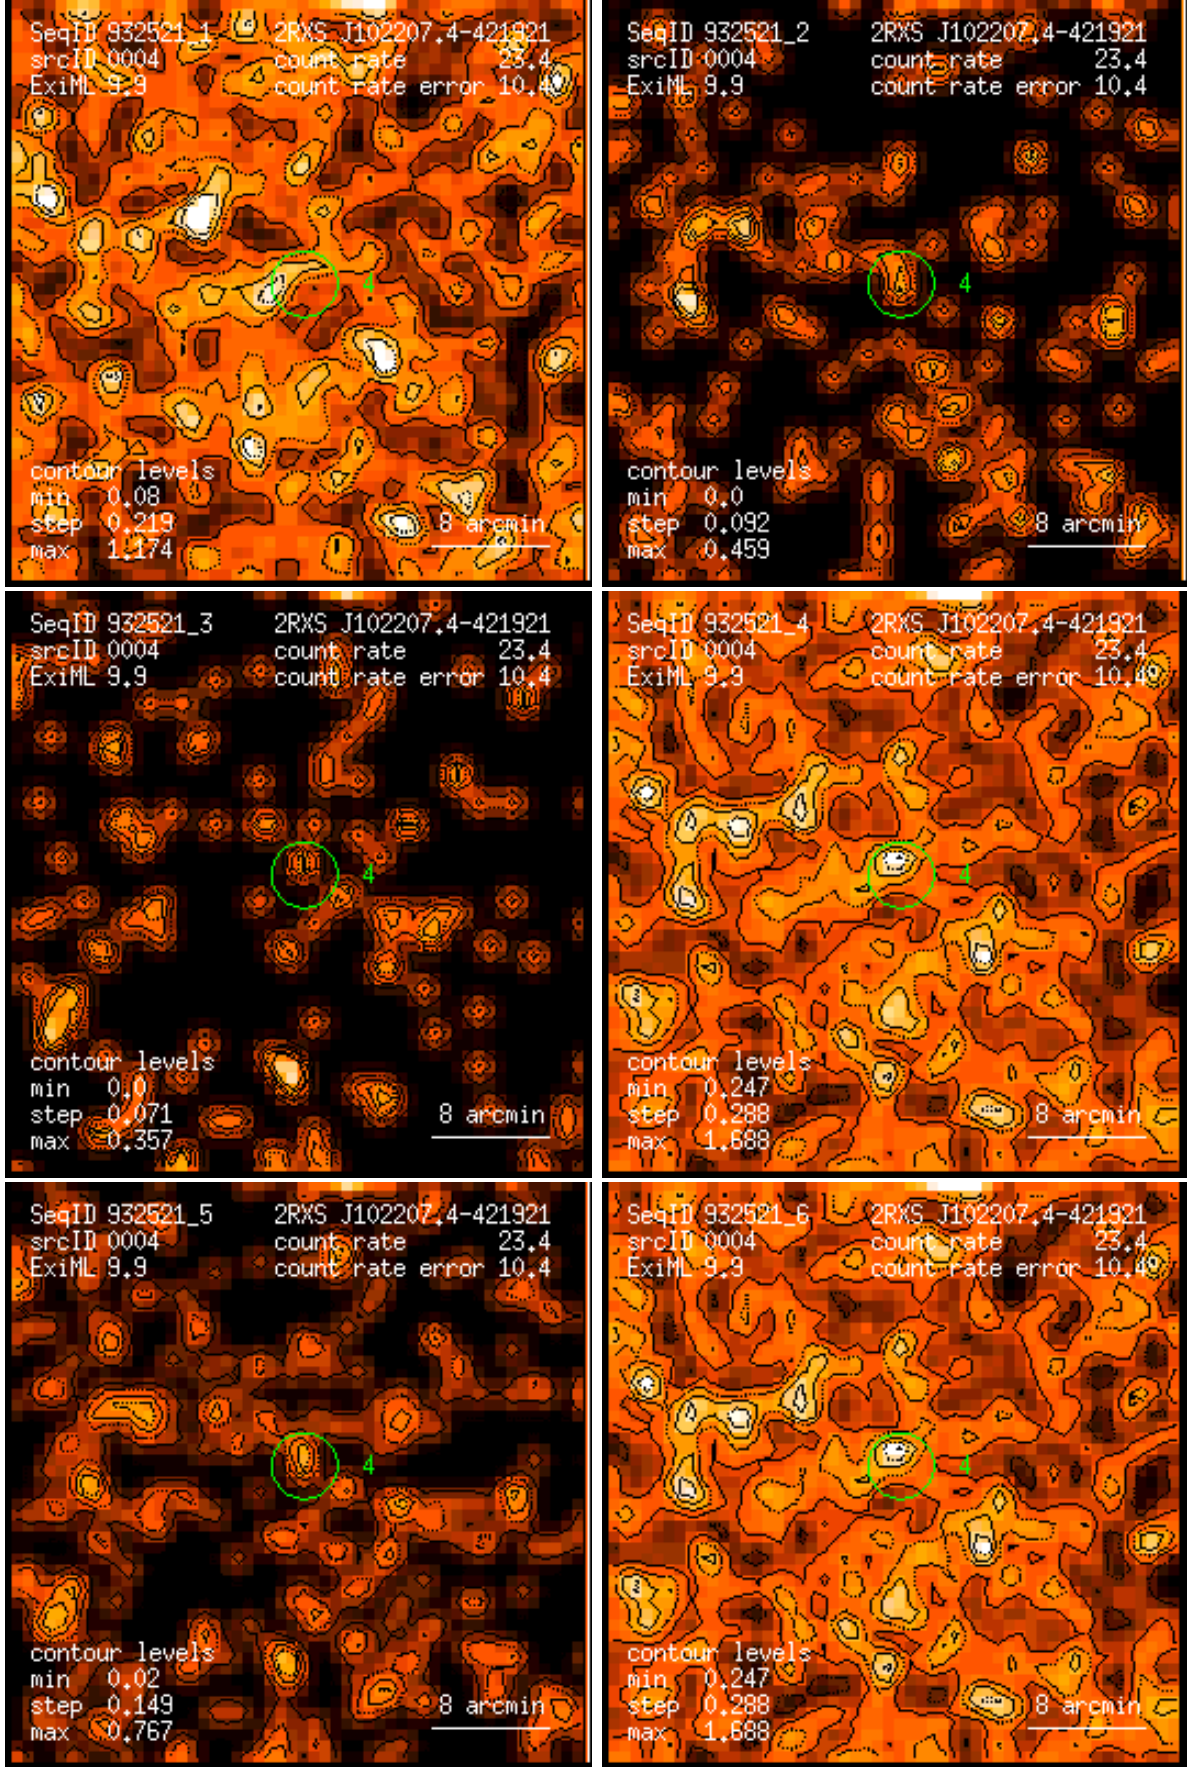 SeqID 932521_1 2RXS J102207.4-421921
srcID 0004 count rate 23.4
ExiML 9.9 count rate error 10.4
4
contour levels
min 0.08
step 0.219
max 1.174
8 arcmin
SeqID 932521_2 2RXS J102207.4-421921
srcID 0004 count rate 23.4
ExiML 9.9 count rate error 10.4
4
contour levels
min 0.0
step 0.092
max 0.459
8 arcmin
SeqID 932521_3 2RXS J102207.4-421921
srcID 0004 count rate 23.4
ExiML 9.9 count rate error 10.4
4
contour levels
min 0.0
step 0.071
max 0.357
8 arcmin
SeqID 932521_4 2RXS J102207.4-421921
srcID 0004 count rate 23.4
ExiML 9.9 count rate error 10.4
4
contour levels
min 0.247
step 0.288
max 1.688
8 arcmin
SeqID 932521_5 2RXS J102207.4-421921
srcID 0004 count rate 23.4
ExiML 9.9 count rate error 10.4
4
contour levels
min 0.02
step 0.149
max 0.767
8 arcmin
SeqID 932521_6 2RXS J102207.4-421921
srcID 0004 count rate 23.4
ExiML 9.9 count rate error 10.4
4
contour levels
min 0.247
step 0.288
max 1.688
8 arcmin